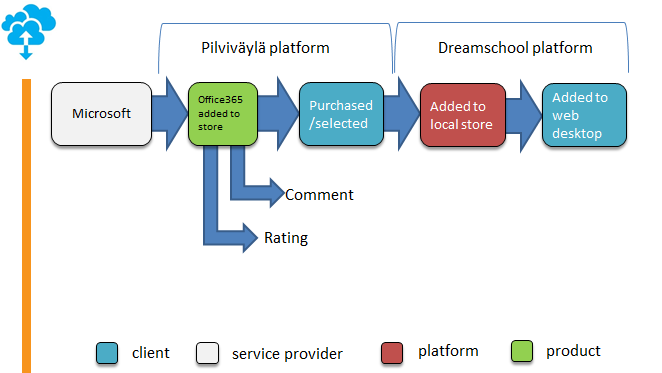 Pilviväylä platform
Dreamschool platform
Microsoft
Office365
added to
store
Purchased
/selected
Added to
local store
Added to
web
desktop
Comment
Rating
client
service provider
platform
product